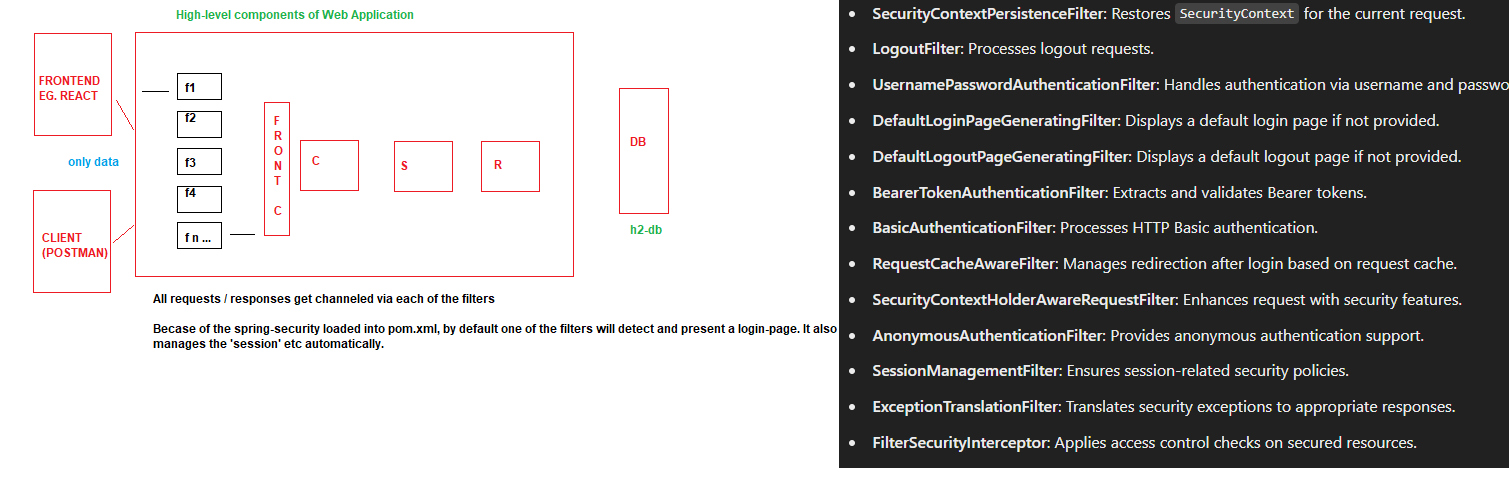 High-level components of Web Application
FRONTEND
EG. REACT
only data
CLIENT
(POSTMAN)
f1
f2
f3
f4
f n ...
F
R
O
N
T
C
C
S
R
DB
h2-db
All requests / responses get channeled via each of the filters
Becase of the spring-security loaded into pom.xml, by default one of the filters will detect and present a login-page. It also
manages the 'session' etc automatically.
• SecurityContextPersistenceFilter: Restores SecurityContext for the current request.
• LogoutFilter: Processes logout requests.
• UsernamePasswordAuthenticationFilter: Handles authentication via username and passwo
• DefaultLoginPageGeneratingFilter: Displays a default login page if not provided.
• DefaultLogoutPageGeneratingFilter: Displays a default logout page if not provided.
• BearerTokenAuthenticationFilter: Extracts and validates Bearer tokens.
• BasicAuthenticationFilter: Processes HTTP Basic authentication.
• RequestCacheAwareFilter: Manages redirection after login based on request cache.
• SecurityContextHolderAwareRequestFilter: Enhances request with security features.
• AnonymousAuthenticationFilter: Provides anonymous authentication support.
• SessionManagementFilter: Ensures session-related security policies.
• ExceptionTranslationFilter: Translates security exceptions to appropriate responses.
• FilterSecurityInterceptor: Applies access control checks on secured resources.